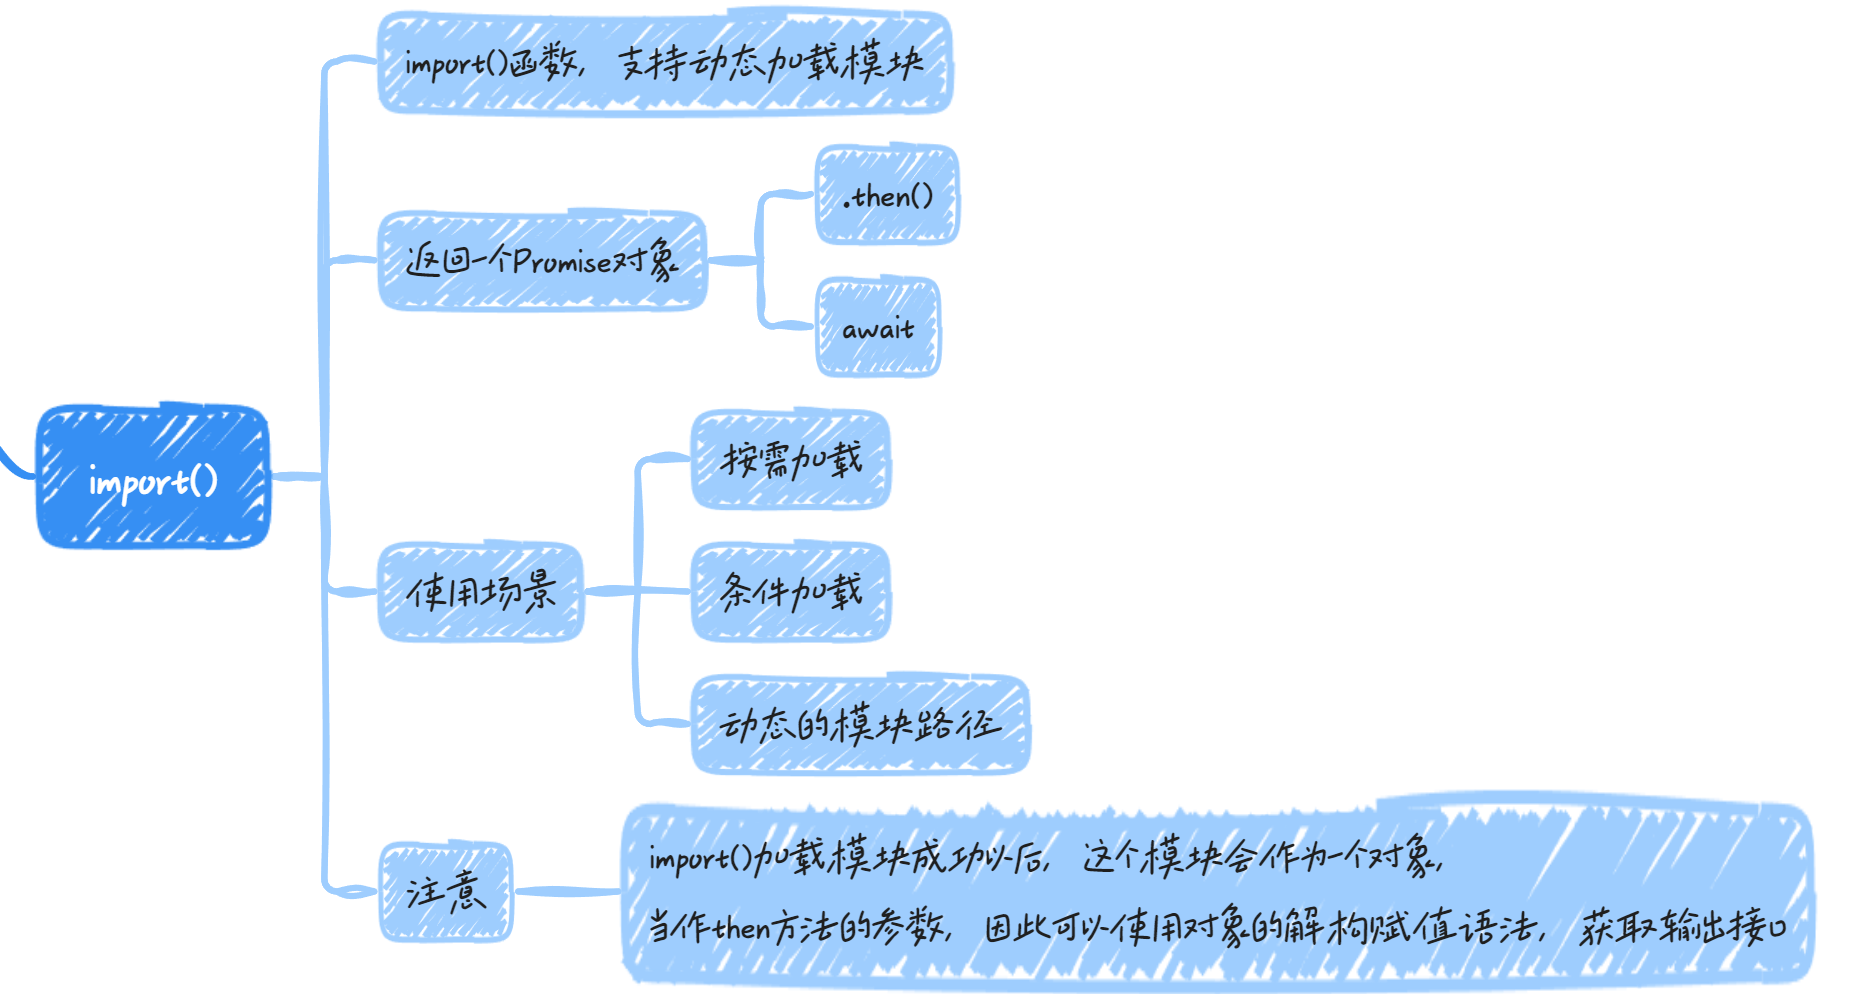 import()
import()函数，支持动态加载模块
返回一个Promise对象
.then()
await
使用场景
按需加载
条件加载
动态的模块路径
注意
import()加载模块成功以后，这个模块会作为一个对象，
当作then方法的参数，因此可以使用对象的解构赋值语法，获取输出接口